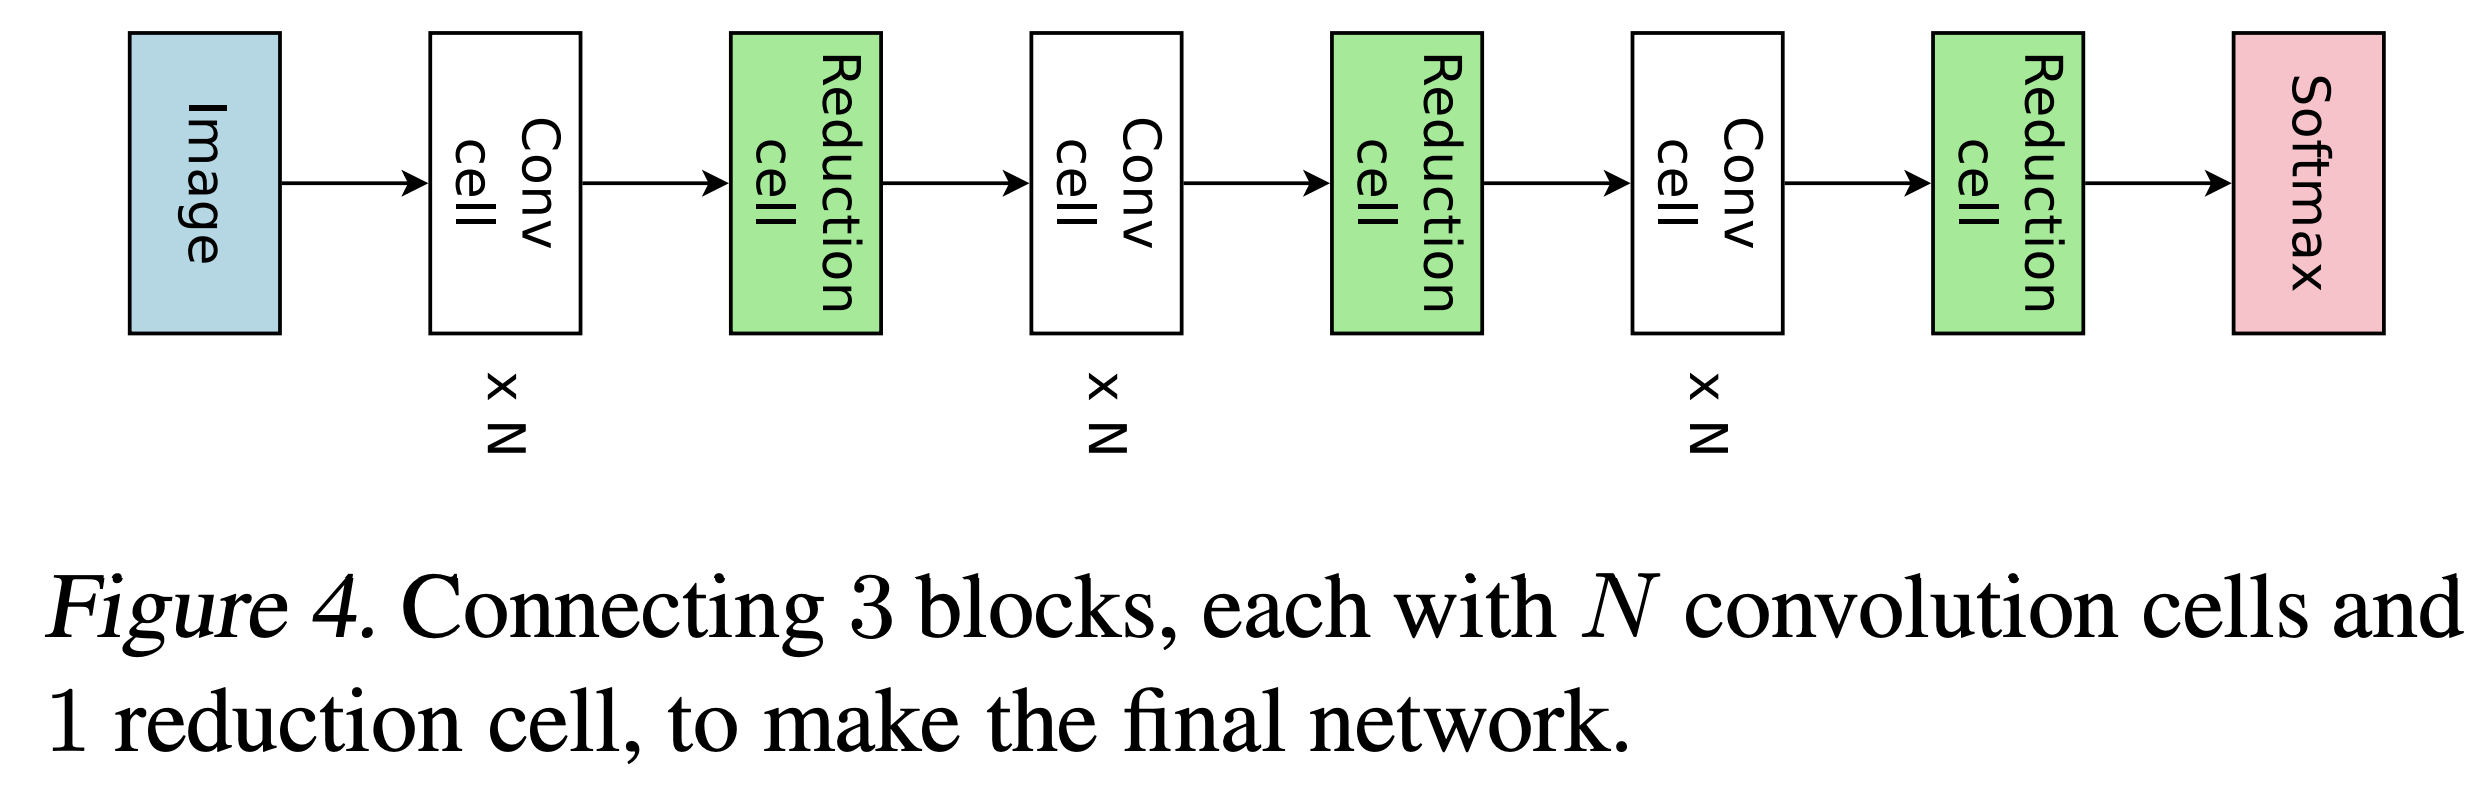 Image
Conv
cell
x N
Reduction
cell
Conv
cell
x N
Reduction
cell
Conv
cell
x N
Reduction
cell
Softmax
Figure 4. Connecting 3 blocks, each with N convolution cells and
1 reduction cell, to make the final network.